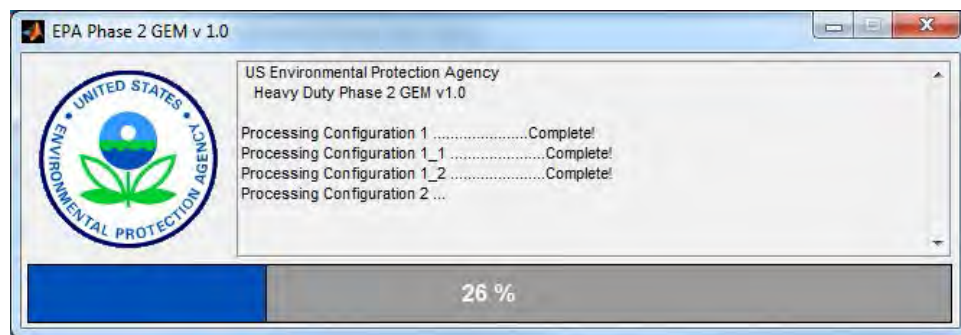 EPA Phase 2 GEM v 1.0
UNITED STATES
ENVIRONMENTAL PROTECTION AGENCY
US Environmental Protection Agency
Heavy Duty Phase 2 GEM v1.0
Processing Configuration 1 ......................Complete!
Processing Configuration 1_1 ......................Complete!
Processing Configuration 1_2 ......................Complete!
Processing Configuration 2 ...
26 %